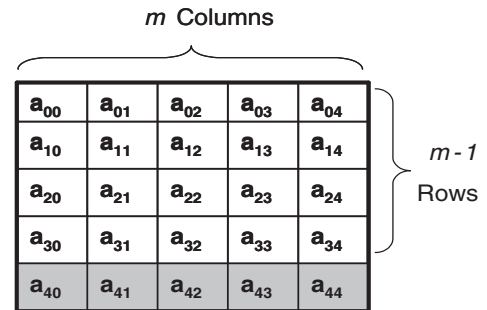 m Columns
a00 a01 a02 a03 a04
a10 a11 a12 a13 a14
m - 1
a20 a21 a22 a23 a24
Rows
a30 a31 a32 a33 a34
a40 a41 a42 a43 a44